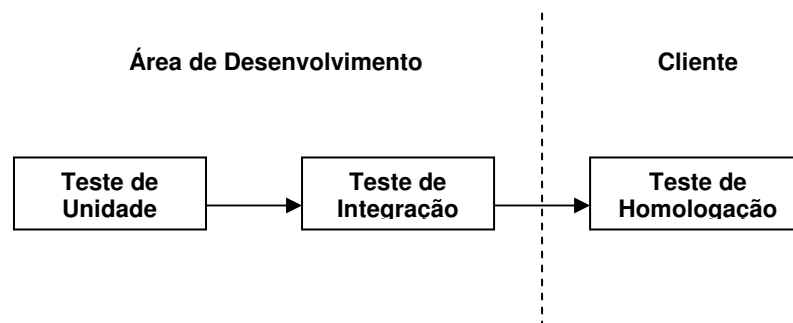 Área de Desenvolvimento
Cliente
Teste de
Unidade
Teste de
Integração
Teste de
Homologação